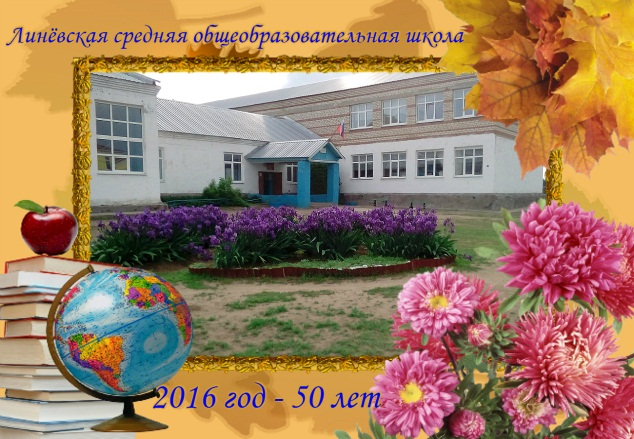 Линёвская средняя общеобразовательная школа
2016 год - 50 лет